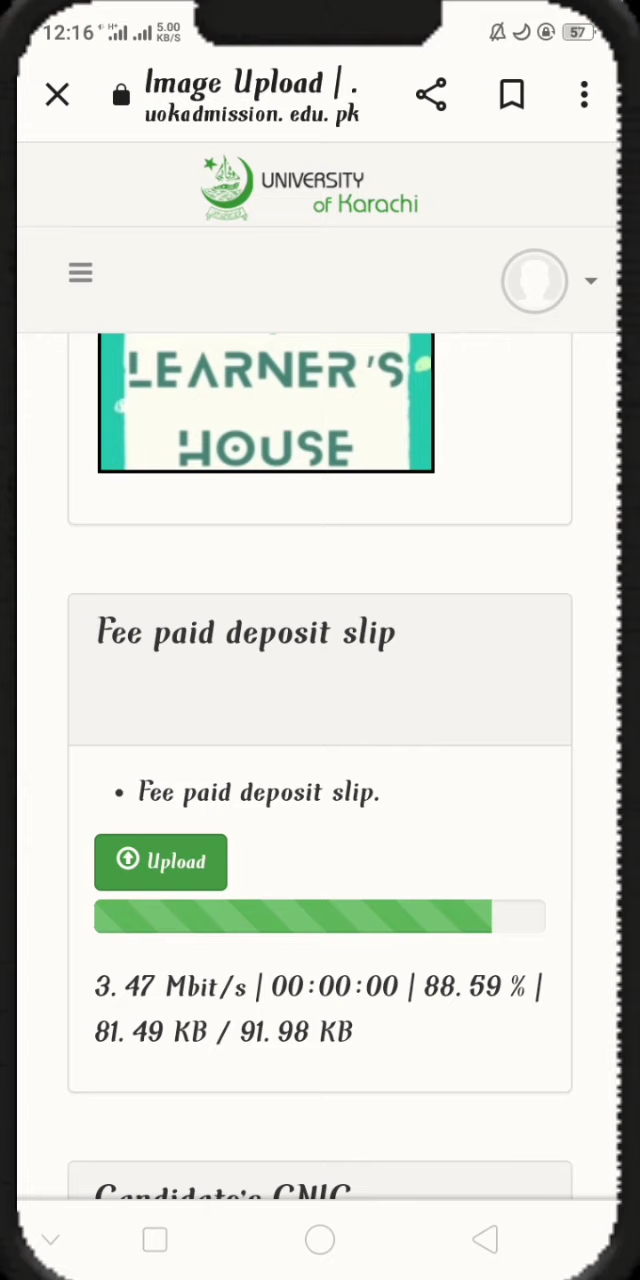 12:16 H+ 5.00 KB/S 57
Image Upload | .
uokadmission. edu. pk
UNIVERSITY
of Karachi
LEARNER'S
HOUSE
Fee paid deposit slip
• Fee paid deposit slip.
Upload
3. 47 Mbit/s | 00:00:00 | 88. 59 % |
81. 49 KB / 91. 98 KB
Candidate's CNIC